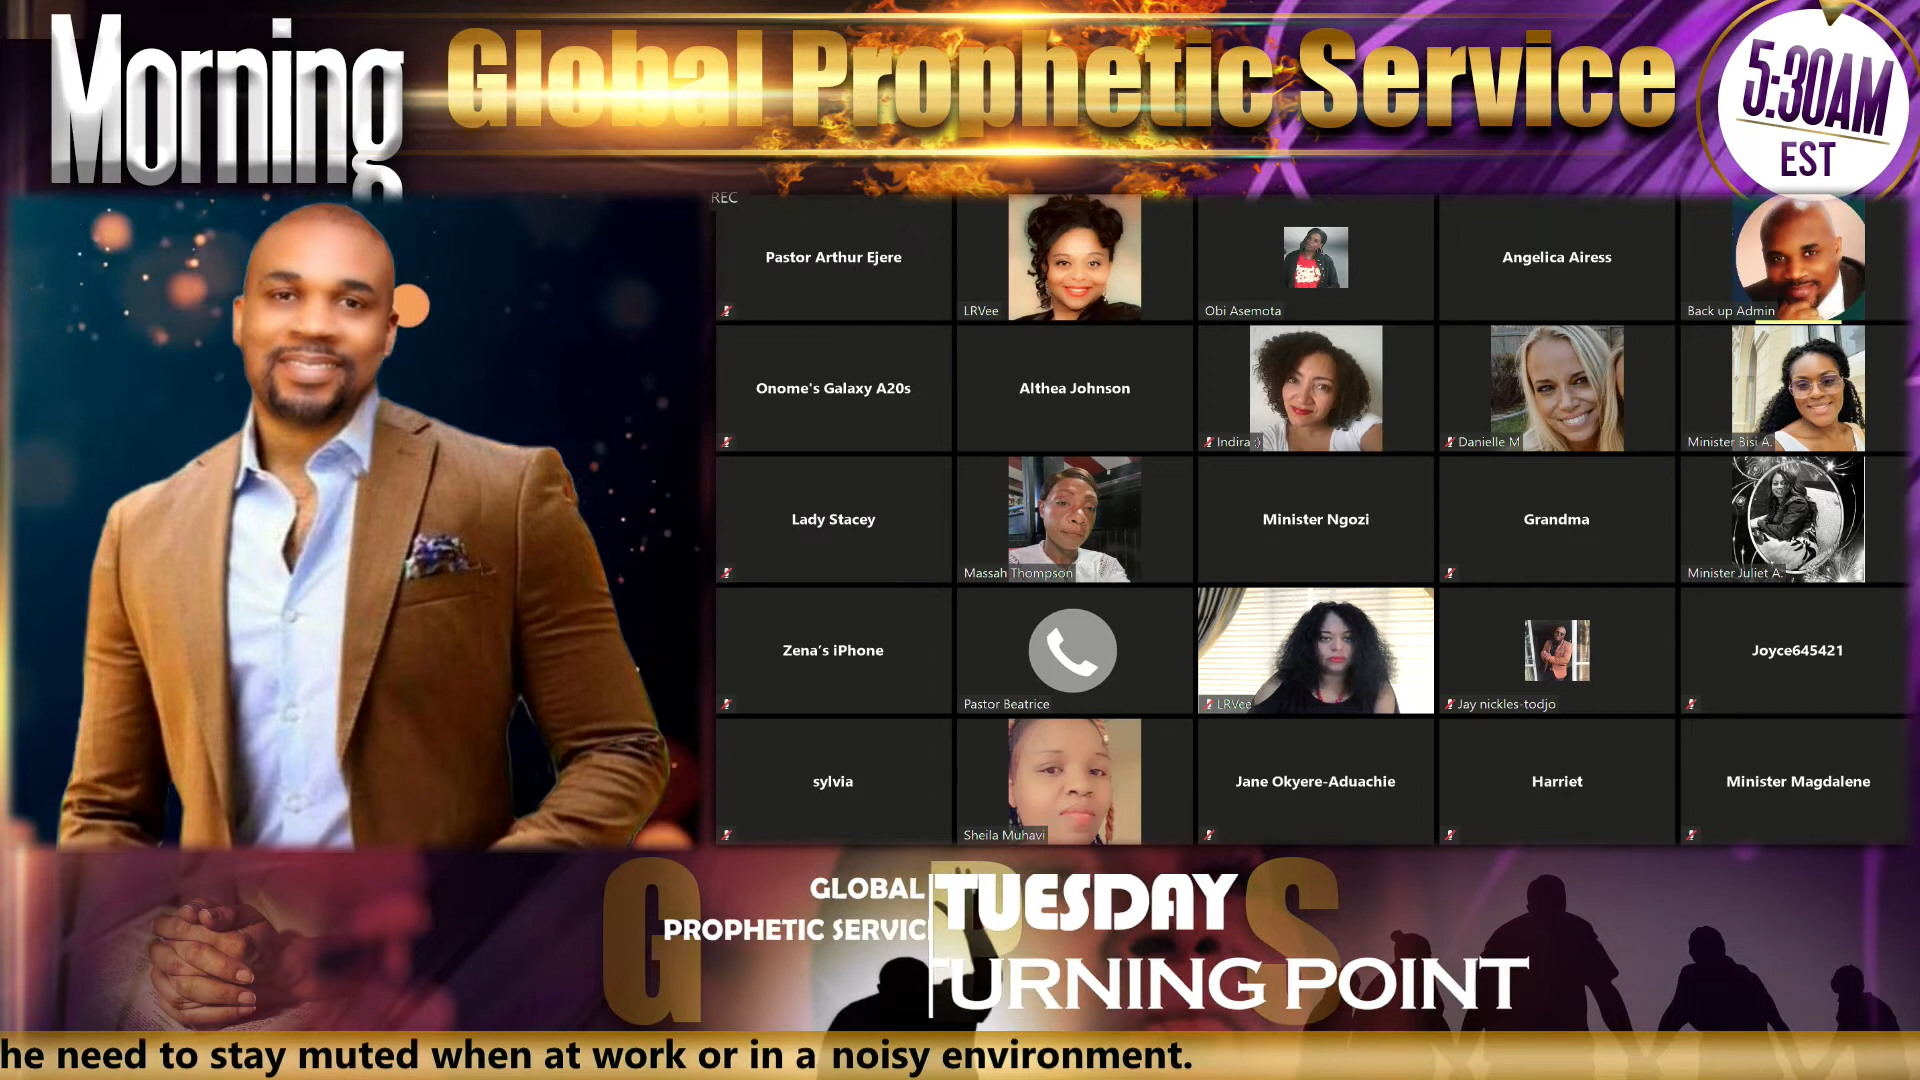 Morning
Global Prophetic Service
5:30AM
EST
REC
Pastor Arthur Ejere
LRVee
Obi Asemota
Angelica Airess
Back up Admin
Onome's Galaxy A20s
Althea Johnson
Indira :)
Danielle M
Minister Bisi A.
Lady Stacey
Massah Thompson
Minister Ngozi
Grandma
Minister Juliet A.
Zena's iPhone
Pastor Beatrice
LRVee
Jay nickles-todjo
Joyce645421
sylvia
Sheila Muhavi
Jane Okyere-Aduachie
Harriet
Minister Magdalene
G P S
GLOBAL
PROPHETIC SERVIC
TUESDAY
TURNING POINT
he need to stay muted when at work or in a noisy environment.